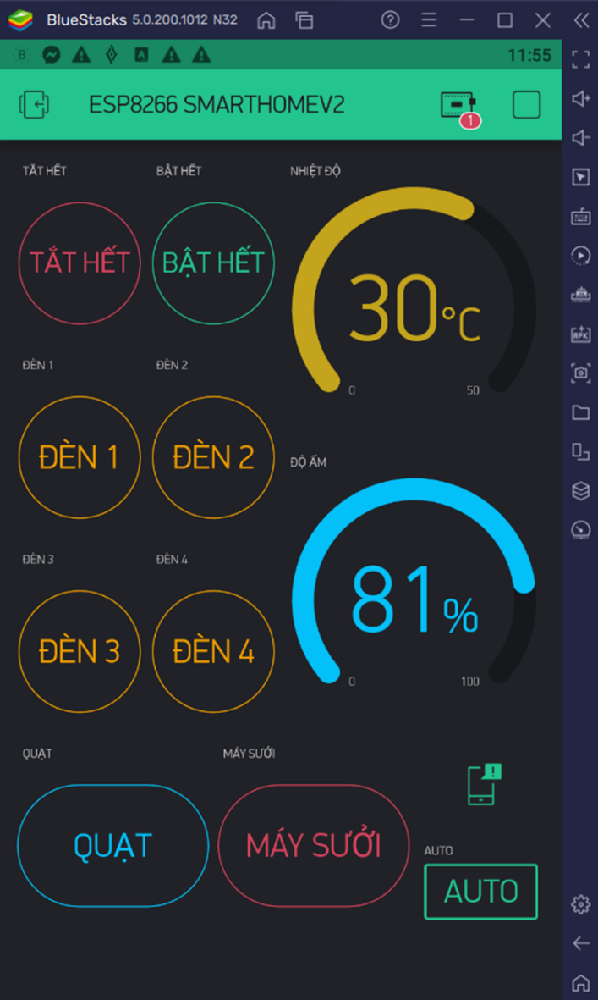 BlueStacks 5.0.200.1012 N32
11:55
ESP8266 SMARTHOMEV2
1
TẮT HẾT
BẬT HẾT
NHIỆT ĐỘ
TẮT HẾT
BẬT HẾT
30°C
0
50
ĐÈN 1
ĐÈN 2
ĐÈN 1
ĐÈN 2
ĐỘ ẨM
81%
0
100
ĐÈN 3
ĐÈN 4
ĐÈN 3
ĐÈN 4
QUẠT
MÁY SƯỞI
QUẠT
MÁY SƯỞI
AUTO
AUTO